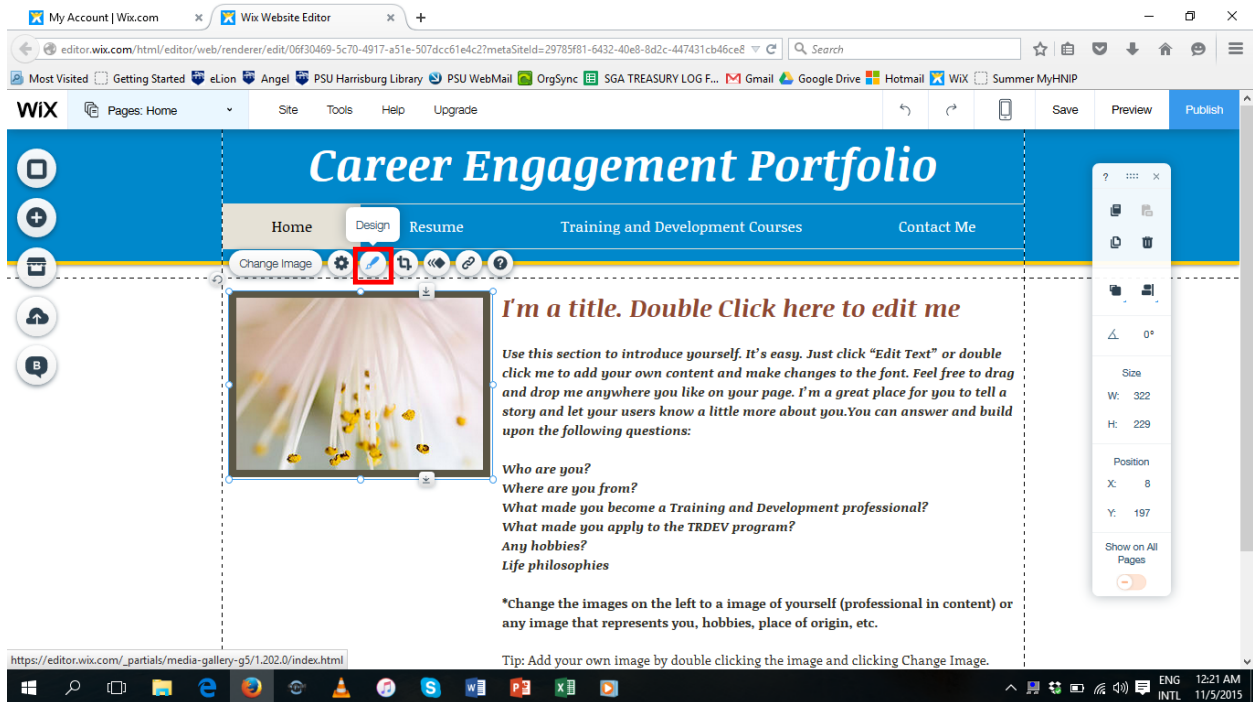 My Account | Wix.com
Wix Website Editor
editor.wix.com/html/editor/web/renderer/edit/06f30469-5c70-4917-a51e-507dcc61e4c2?metaSiteId=29785f81-6432-40e8-8d2c-447431cb46ce8
Search
Most Visited Getting Started eLion Angel PSU Harrisburg Library PSU WebMail OrgSync SGA TREASURY LOG F... Gmail Google Drive Hotmail WiX Summer MyHNIP
WiX Pages: Home Site Tools Help Upgrade Save Preview Publish
Career Engagement Portfolio
Home Resume Training and Development Courses Contact Me
Design
Change Image
I'm a title. Double Click here to edit me
Use this section to introduce yourself. It's easy. Just click “Edit Text” or double
click me to add your own content and make changes to the font. Feel free to drag
and drop me anywhere you like on your page. I'm a great place for you to tell a
story and let your users know a little more about you.You can answer and build
upon the following questions:
Who are you?
Where are you from?
What made you become a Training and Development professional?
What made you apply to the TRDEV program?
Any hobbies?
Life philosophies
*Change the images on the left to a image of yourself (professional in content) or
any image that represents you, hobbies, place of origin, etc.
Tip: Add your own image by double clicking the image and clicking Change Image.
0°
Size
W: 322
H: 229
Position
X: 8
Y: 197
Show on All
Pages
https://editor.wix.com/_partials/media-gallery-g5/1.202.0/index.html
ENG
INTL
12:21 AM
11/5/2015